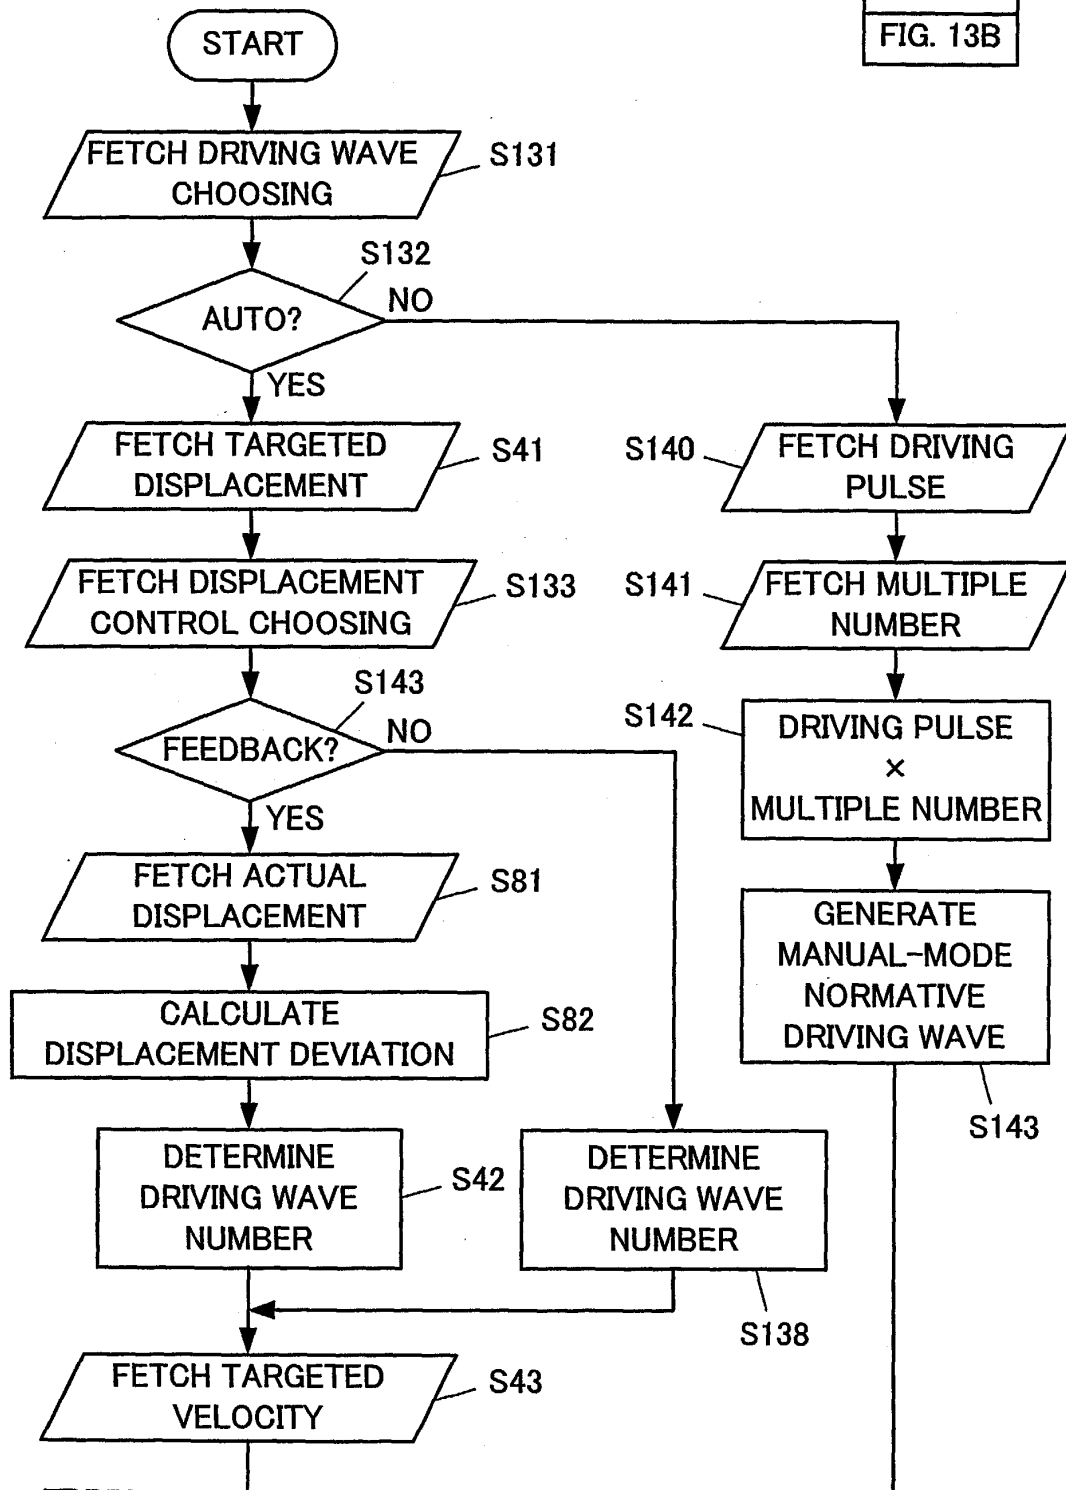 FIG. 13B
START
FETCH DRIVING WAVE
CHOOSING
S131
S132
AUTO?
NO
YES
FETCH TARGETED
DISPLACEMENT
S41
FETCH DISPLACEMENT
CONTROL CHOOSING
S133
S143
FEEDBACK?
NO
YES
FETCH ACTUAL
DISPLACEMENT
S81
CALCULATE
DISPLACEMENT DEVIATION
S82
DETERMINE
DRIVING WAVE
NUMBER
S42
DETERMINE
DRIVING WAVE
NUMBER
S138
FETCH TARGETED
VELOCITY
S43
S140
FETCH DRIVING
PULSE
S141
FETCH MULTIPLE
NUMBER
S142
DRIVING PULSE
×
MULTIPLE NUMBER
GENERATE
MANUAL-MODE
NORMATIVE
DRIVING WAVE
S143